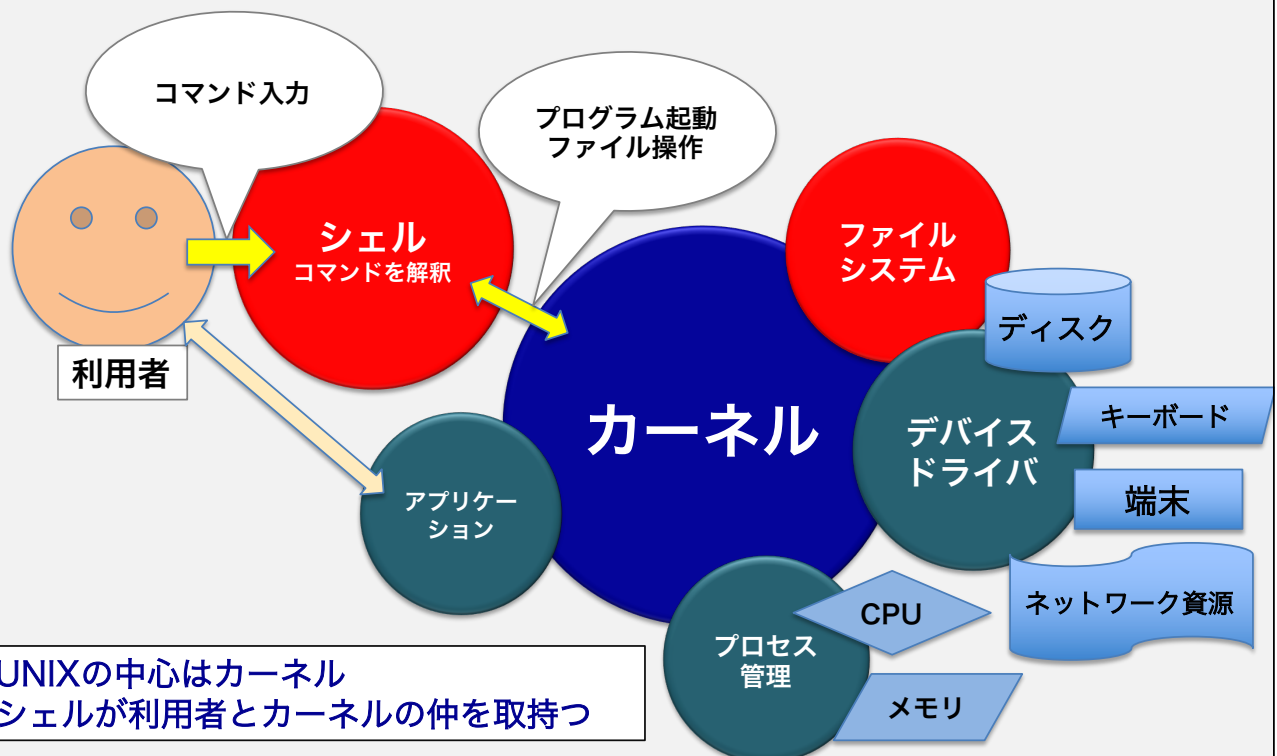 コマンド入力
プログラム起動
ファイル操作
シェル
コマンドを解釈
ファイル
システム
ディスク
利用者
カーネル
デバイス
ドライバ
キーボード
端末
アプリケー
ション
ネットワーク資源
CPU
プロセス
管理
メモリ
UNIXの中心はカーネル
シェルが利用者とカーネルの仲を取持つ